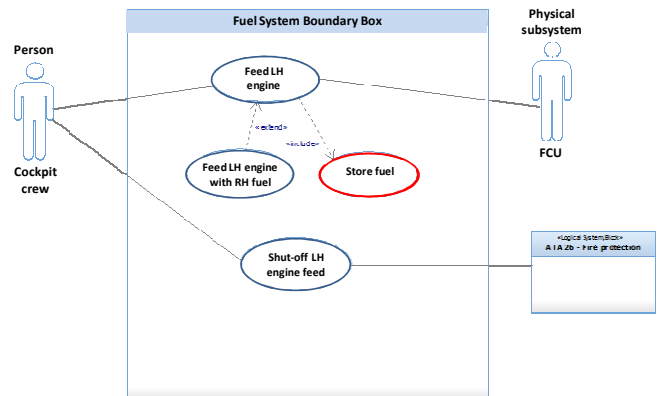 Fuel System Boundary Box
Physical
subsystem
Person
Feed LH
engine
«extend»
«include»
FCU
Cockpit
crew
Feed LH engine
with RH fuel
Store fuel
«Logical System,Block»
ATA 26 - Fire protection
Shut-off LH
engine feed